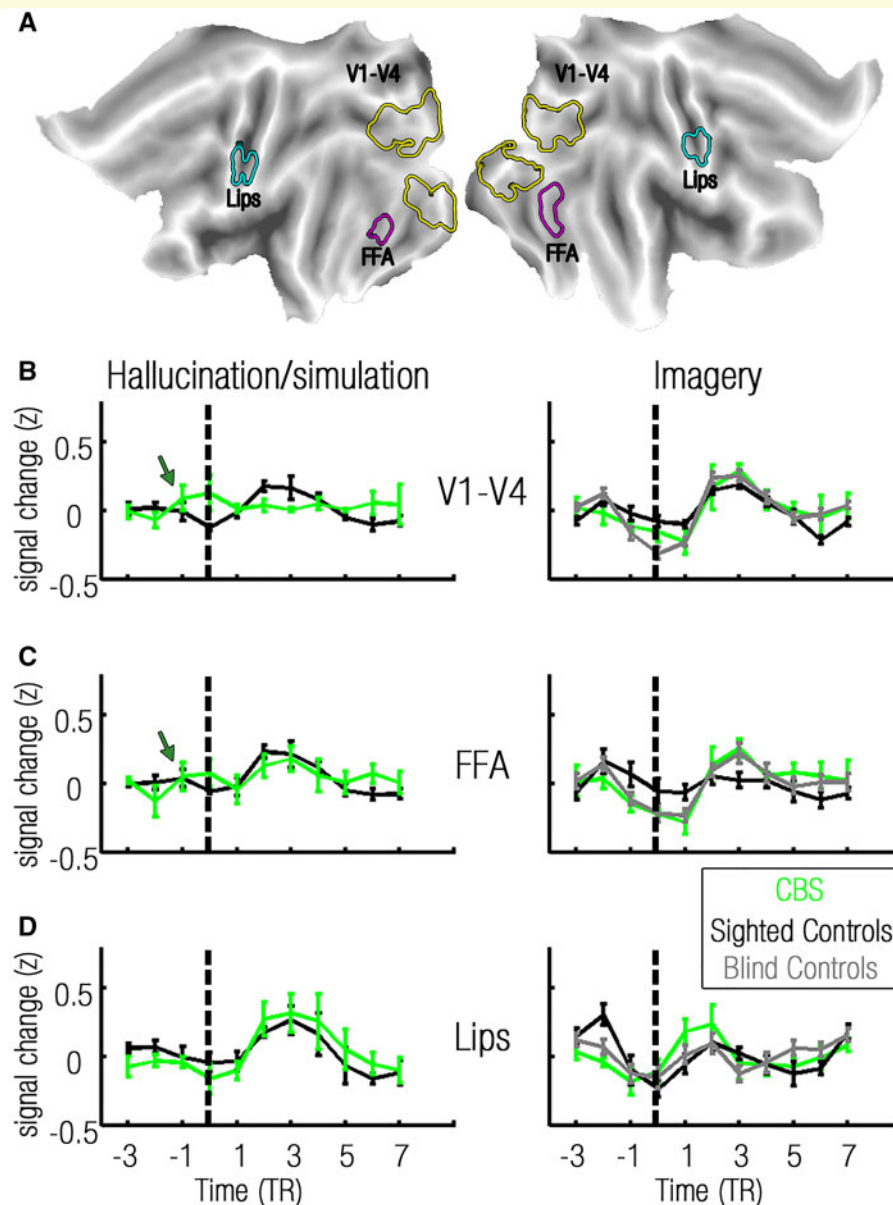 A
V1-V4
V1-V4
Lips
Lips
FFA
FFA
B
Hallucination/simulation
Imagery
signal change (z)
0.5
0
-0.5
V1-V4
C
signal change (z)
0.5
0
-0.5
FFA
CBS
Sighted Controls
Blind Controls
D
signal change (z)
0.5
0
-0.5
Lips
-3 -1 1 3 5 7
Time (TR)
-3 -1 1 3 5 7
Time (TR)